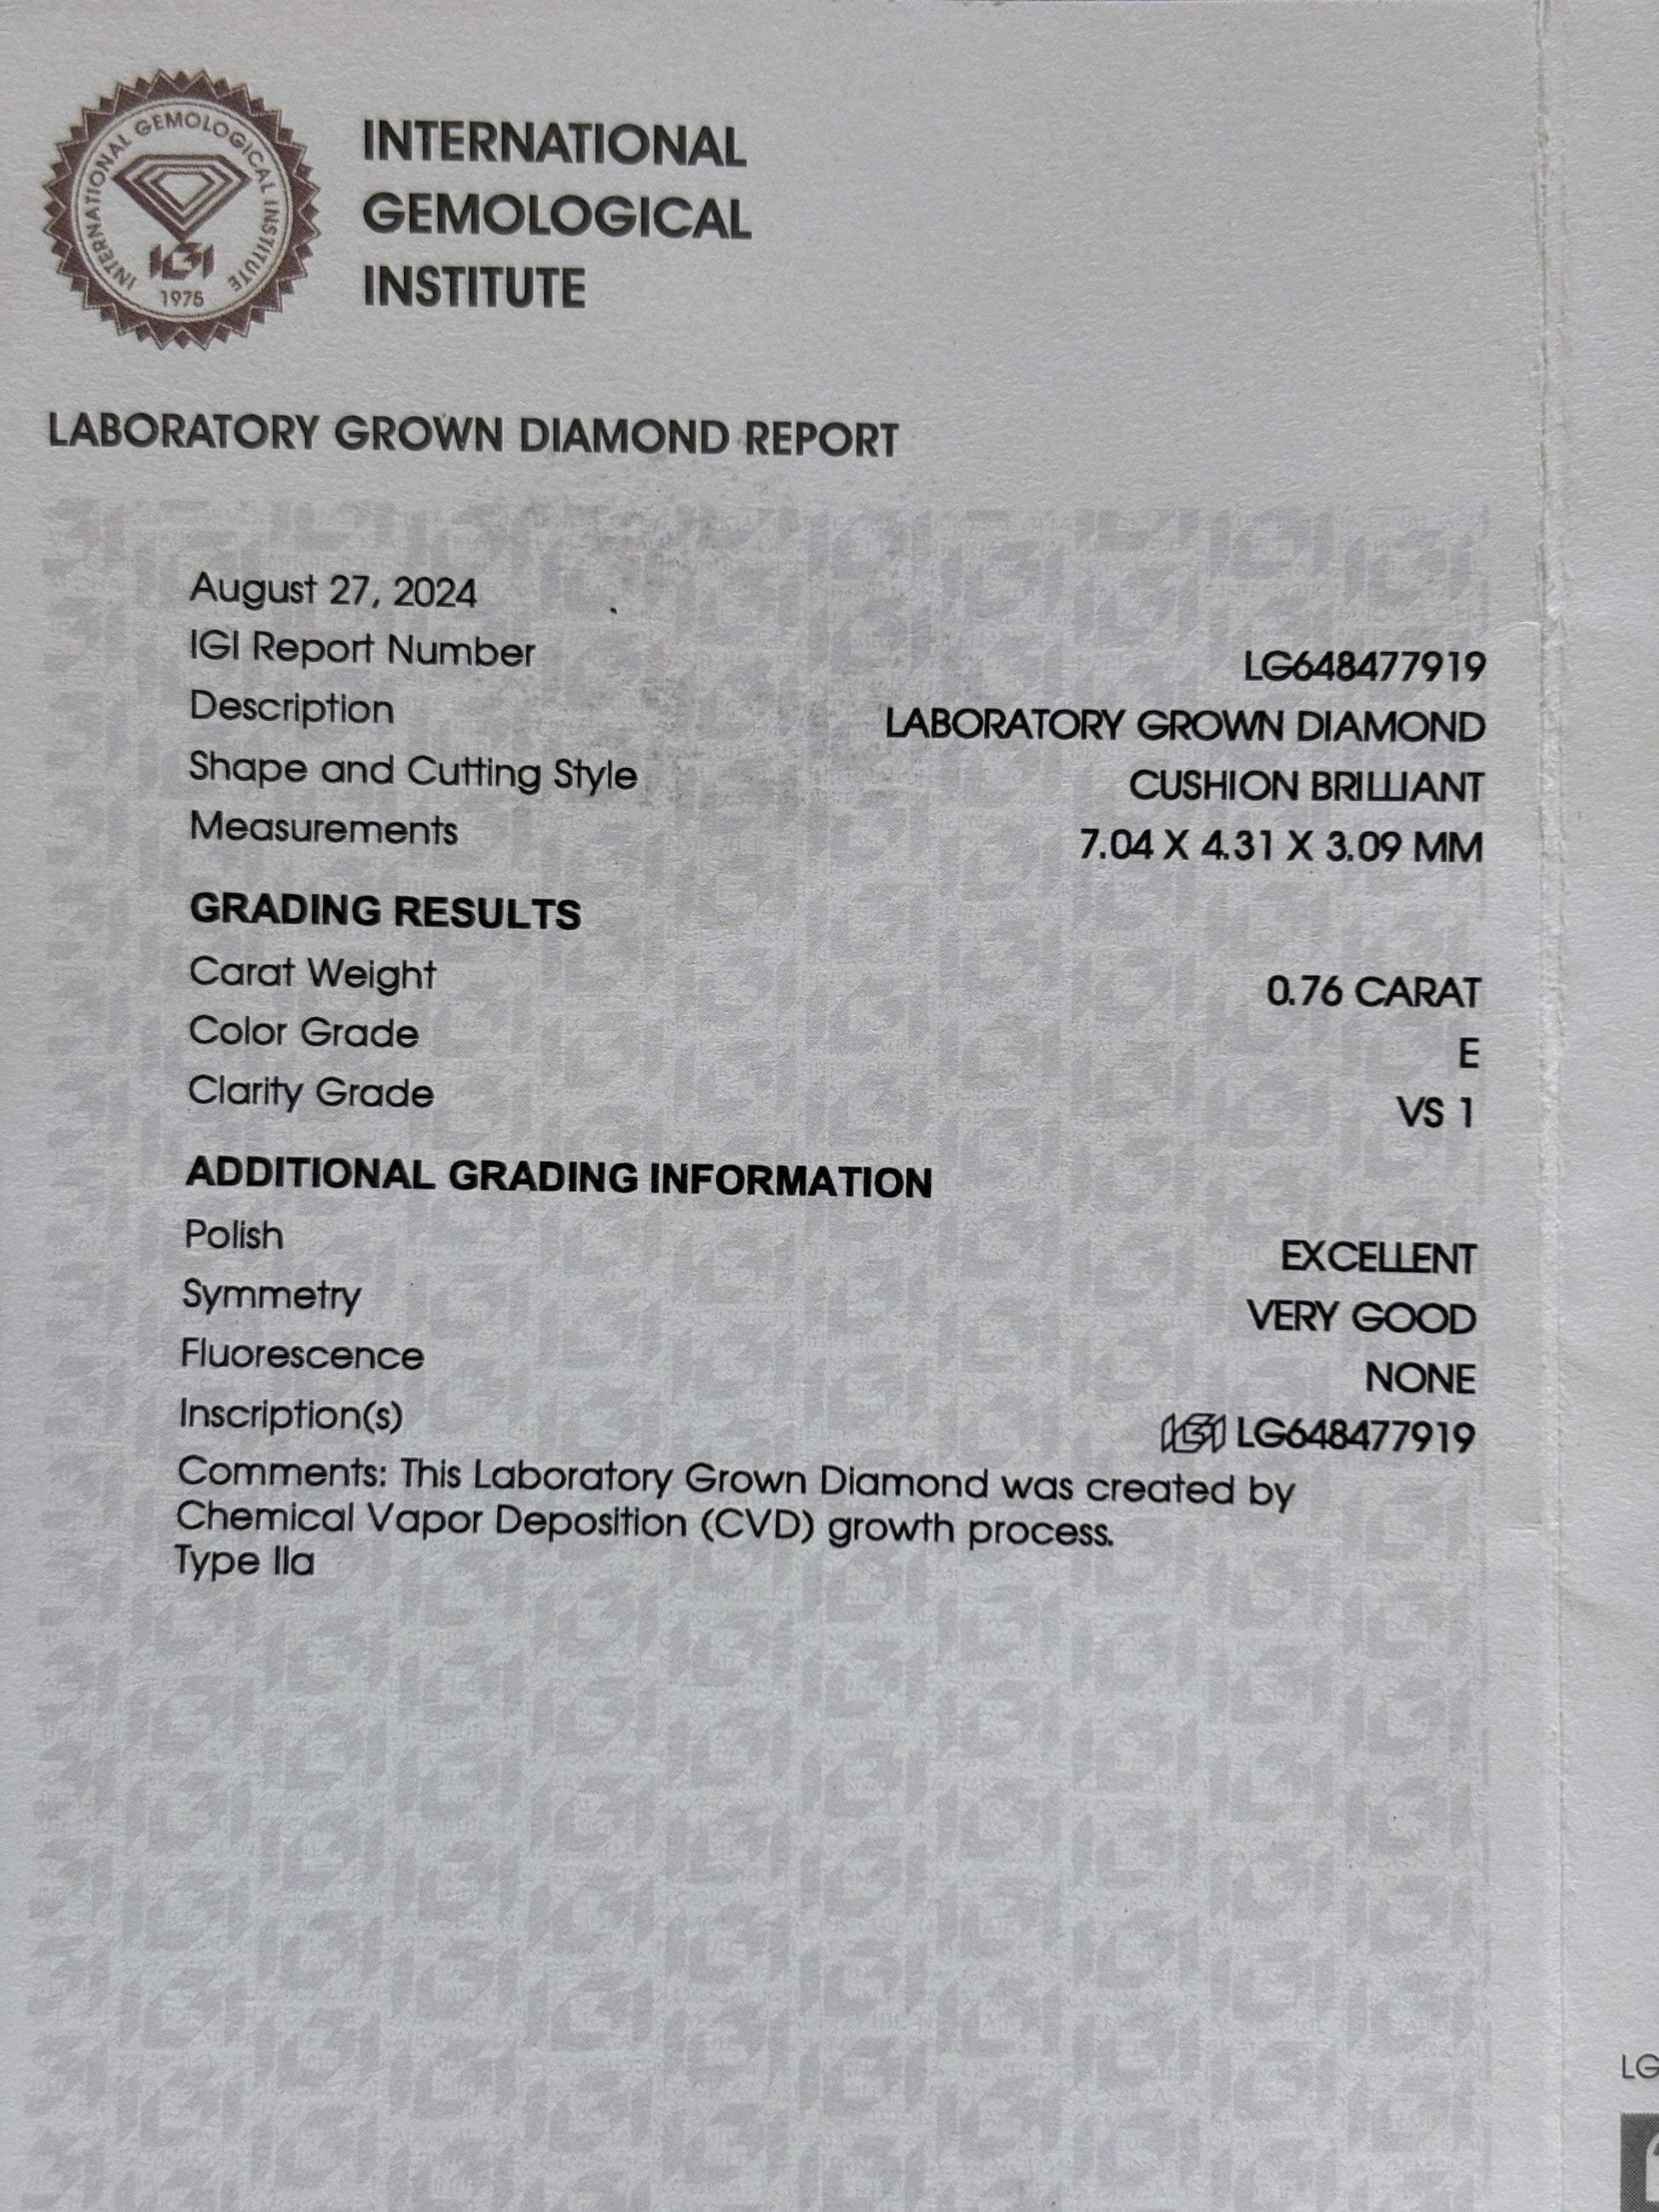 INTERNATIONAL GEMOLOGICAL INSTITUTE
IGI
1975
INTERNATIONAL
GEMOLOGICAL
INSTITUTE
LABORATORY GROWN DIAMOND REPORT
August 27, 2024
IGI Report Number LG648477919
Description LABORATORY GROWN DIAMOND
Shape and Cutting Style CUSHION BRILLIANT
Measurements 7.04 X 4.31 X 3.09 MM
GRADING RESULTS
Carat Weight 0.76 CARAT
Color Grade E
Clarity Grade VS 1
ADDITIONAL GRADING INFORMATION
Polish EXCELLENT
Symmetry VERY GOOD
Fluorescence NONE
Inscription(s) IGI LG648477919
Comments: This Laboratory Grown Diamond was created by
Chemical Vapor Deposition (CVD) growth process.
Type IIa
LG